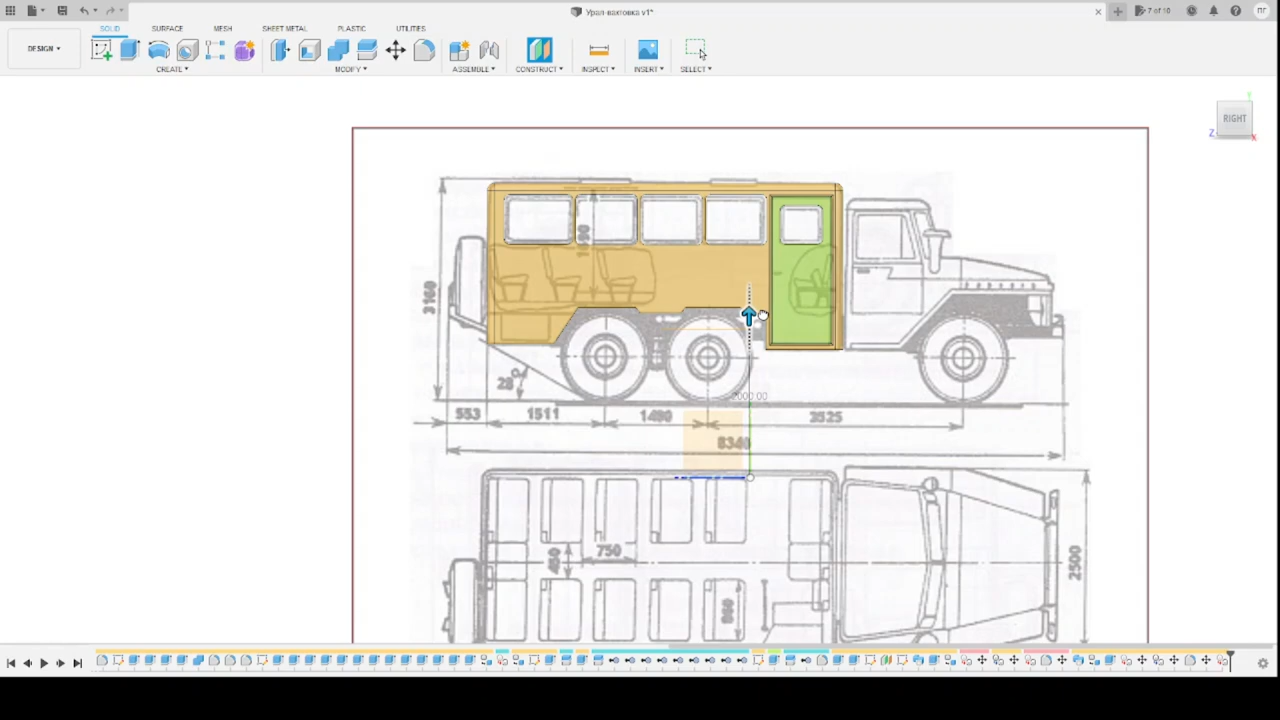 Урал-вахтовка v1*
7 of 10
ПГ
DESIGN
SOLID
SURFACE
MESH
SHEET METAL
PLASTIC
UTILITIES
CREATE
MODIFY
ASSEMBLE
CONSTRUCT
INSPECT
INSERT
SELECT
RIGHT
Y
Z
X
3160
28°
553
1511
1490
3525
8340
450
750
2500